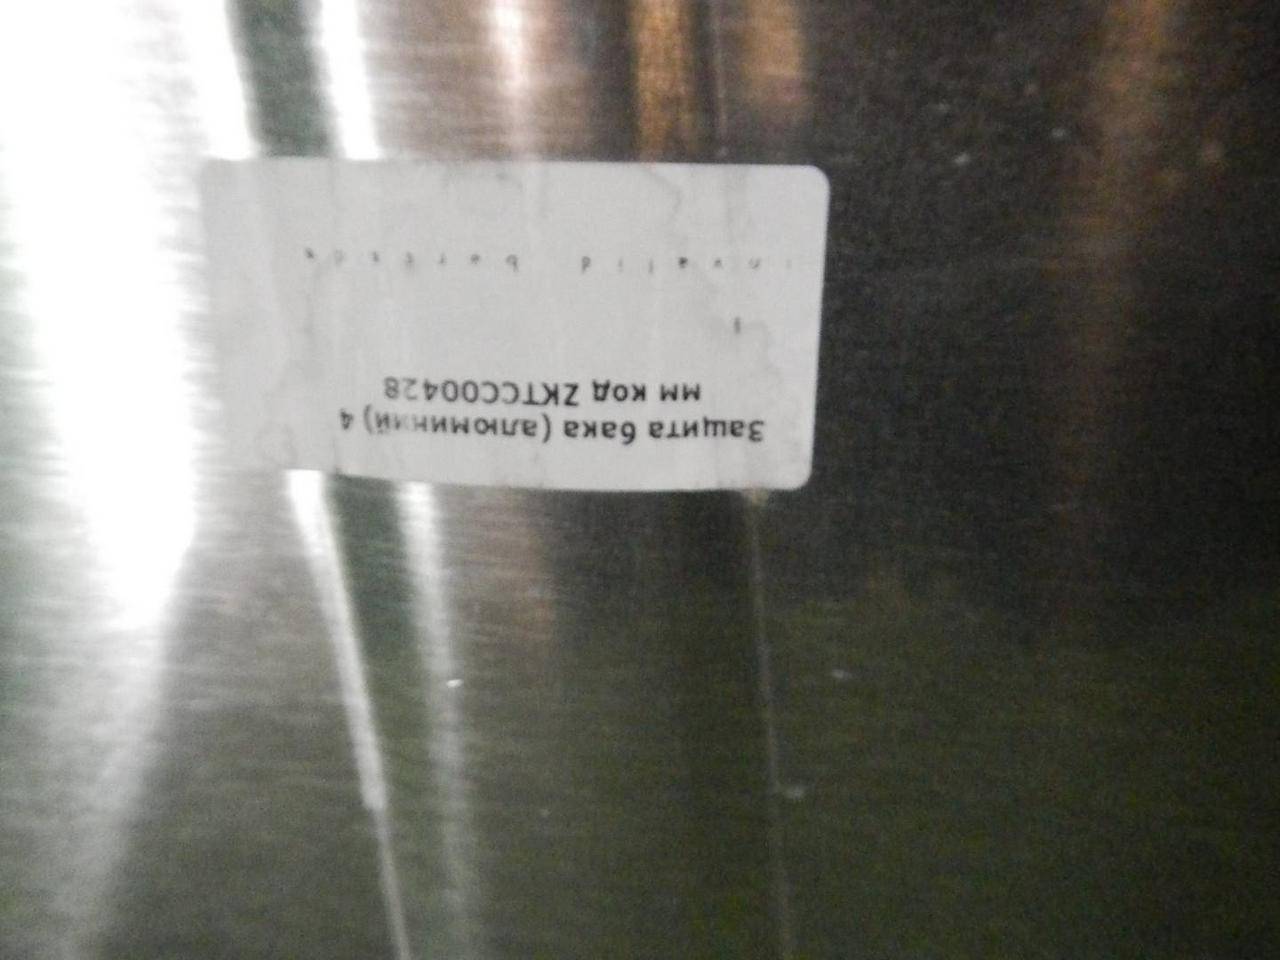 Защита бака (алюминий) 4
мм код ZKTCC00428
invalid barcode